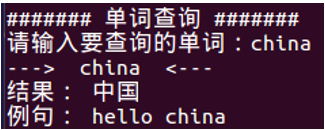 ####### 单词查询 #######
请输入要查询的单词：china
---> china <---
结果： 中国
例句： hello china